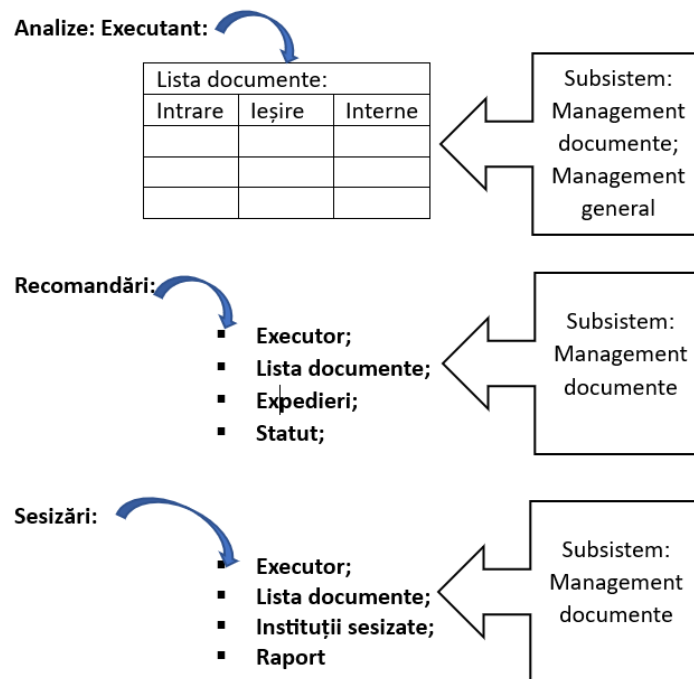 Analize: Executant:
Lista documente:
Intrare Ieșire Interne
Subsistem:
Management
documente;
Management
general
Recomandări:
▪ Executor;
▪ Lista documente;
▪ Expedieri;
▪ Statut;
Subsistem:
Management
documente
Sesizări:
▪ Executor;
▪ Lista documente;
▪ Instituții sesizate;
▪ Raport
Subsistem:
Management
documente